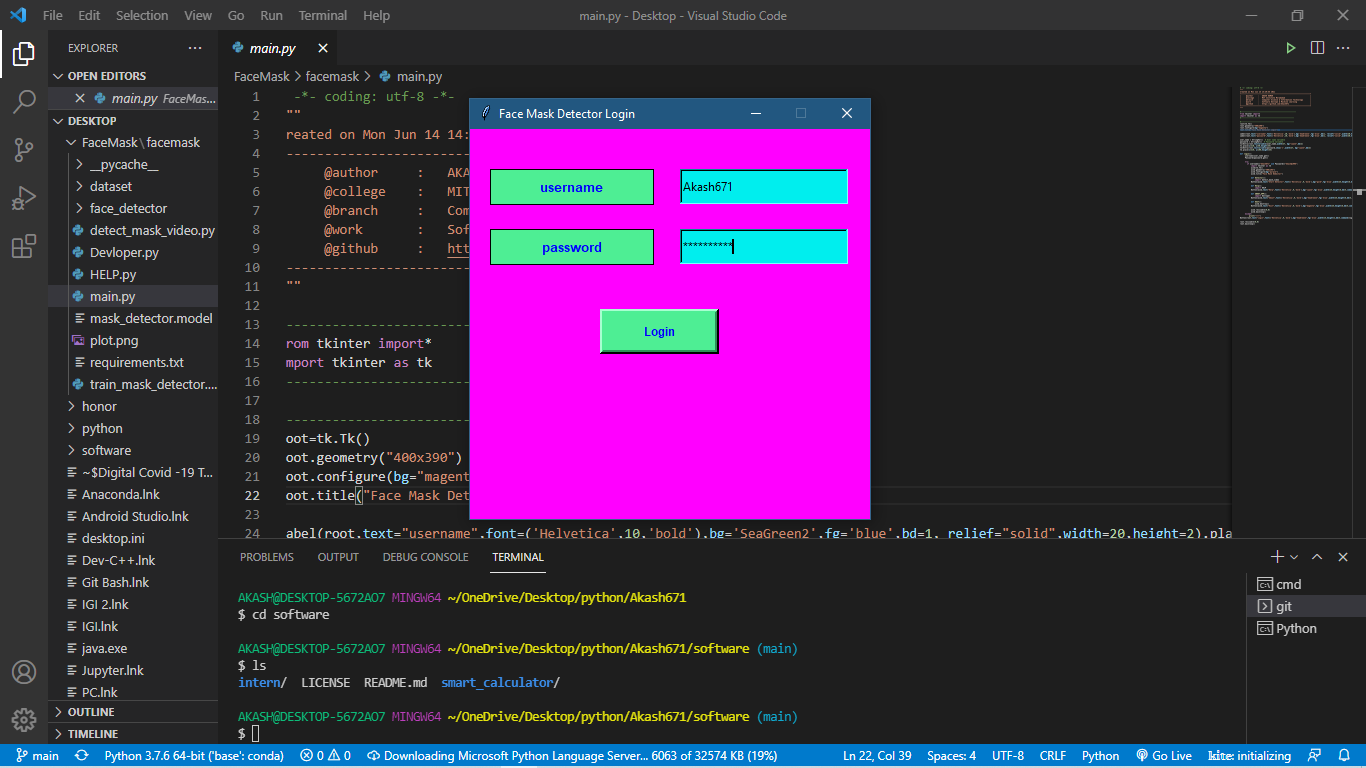 File Edit Selection View Go Run Terminal Help
main.py - Desktop - Visual Studio Code
EXPLORER
OPEN EDITORS
main.py FaceMas...
DESKTOP
FaceMask \ facemask
__pycache__
dataset
face_detector
detect_mask_video.py
Devloper.py
HELP.py
main.py
mask_detector.model
plot.png
requirements.txt
train_mask_detector....
honor
python
software
~$Digital Covid -19 T...
Anaconda.lnk
Android Studio.lnk
desktop.ini
Dev-C++.lnk
Git Bash.lnk
IGI 2.lnk
IGI.lnk
java.exe
Jupyter.lnk
PC.lnk
OUTLINE
TIMELINE
main.py
FaceMask > facemask > main.py
1 -*- coding: utf-8 -*-
2 ""
3 reated on Mon Jun 14 14:
4 -------------------------
5 @author : AKA
6 @college : MIT
7 @branch : Com
8 @work : Sof
9 @github : htt
10 -------------------------
11 ""
12
13 -------------------------
14 rom tkinter import*
15 mport tkinter as tk
16 -------------------------
17
18 -------------------------
19 oot=tk.Tk()
20 oot.geometry("400x390")
21 oot.configure(bg="magent
22 oot.title("Face Mask Det
23
24 abel(root,text="username",font=('Helvetica',10,'bold'),bg='SeaGreen2',fg='blue',bd=1, relief="solid",width=20,height=2).pla
Face Mask Detector Login
username
Akash671
password
**********
Login
PROBLEMS OUTPUT DEBUG CONSOLE TERMINAL
AKASH@DESKTOP-5672AO7 MINGW64 ~/OneDrive/Desktop/python/Akash671
$ cd software
AKASH@DESKTOP-5672AO7 MINGW64 ~/OneDrive/Desktop/python/Akash671/software (main)
$ ls
intern/ LICENSE README.md smart_calculator/
AKASH@DESKTOP-5672AO7 MINGW64 ~/OneDrive/Desktop/python/Akash671/software (main)
$
cmd
git
Python
main Python 3.7.6 64-bit ('base': conda) 0 0 Downloading Microsoft Python Language Server... 6063 of 32574 KB (19%) Ln 22, Col 39 Spaces: 4 UTF-8 CRLF Python Go Live kite: initializing